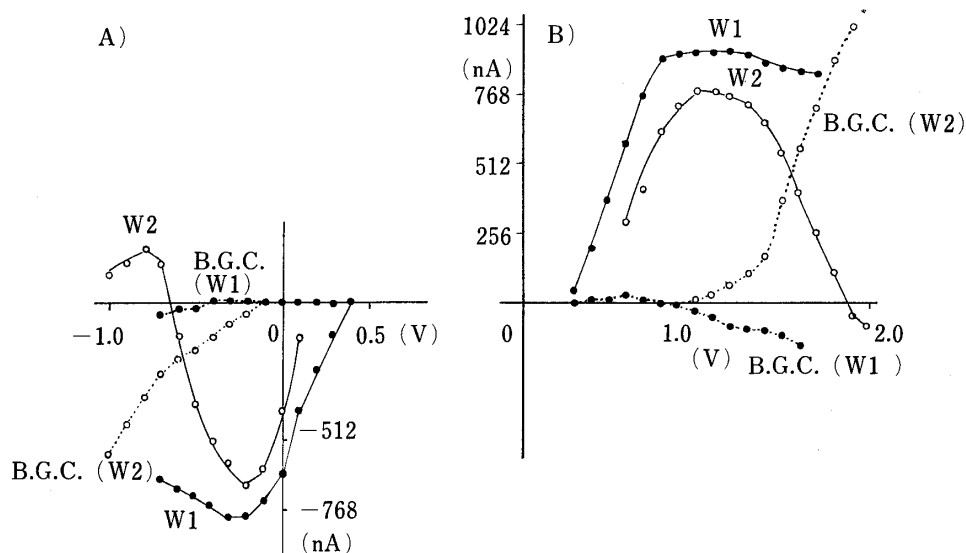 A)
W2
B.G.C.
(W1)
−1.0
0
0.5
(V)
−512
−768
(nA)
B.G.C. (W2)
W1
B)
1024
(nA)
768
512
256
0
W1
W2
B.G.C. (W2)
0
1.0
2.0
(V)
B.G.C. (W1)